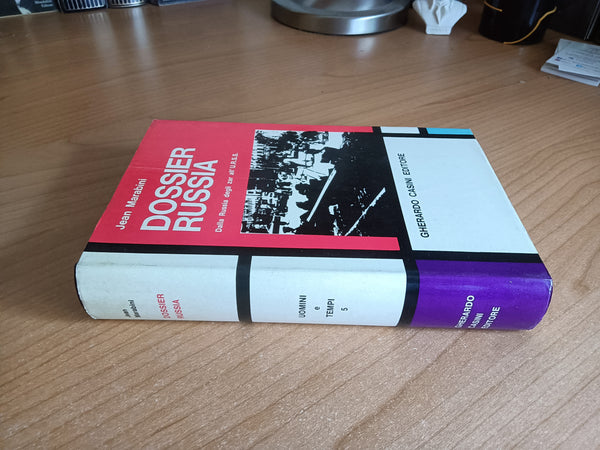 Jean Marabini
DOSSIER
RUSSIA
Dalla Russia degli zar all'U.R.S.S.
GHERARDO CASINI EDITORE
Jean
Marabini
DOSSIER
RUSSIA
UOMINI
e
TEMPI
5
GHERARDO
CASINI
EDITORE